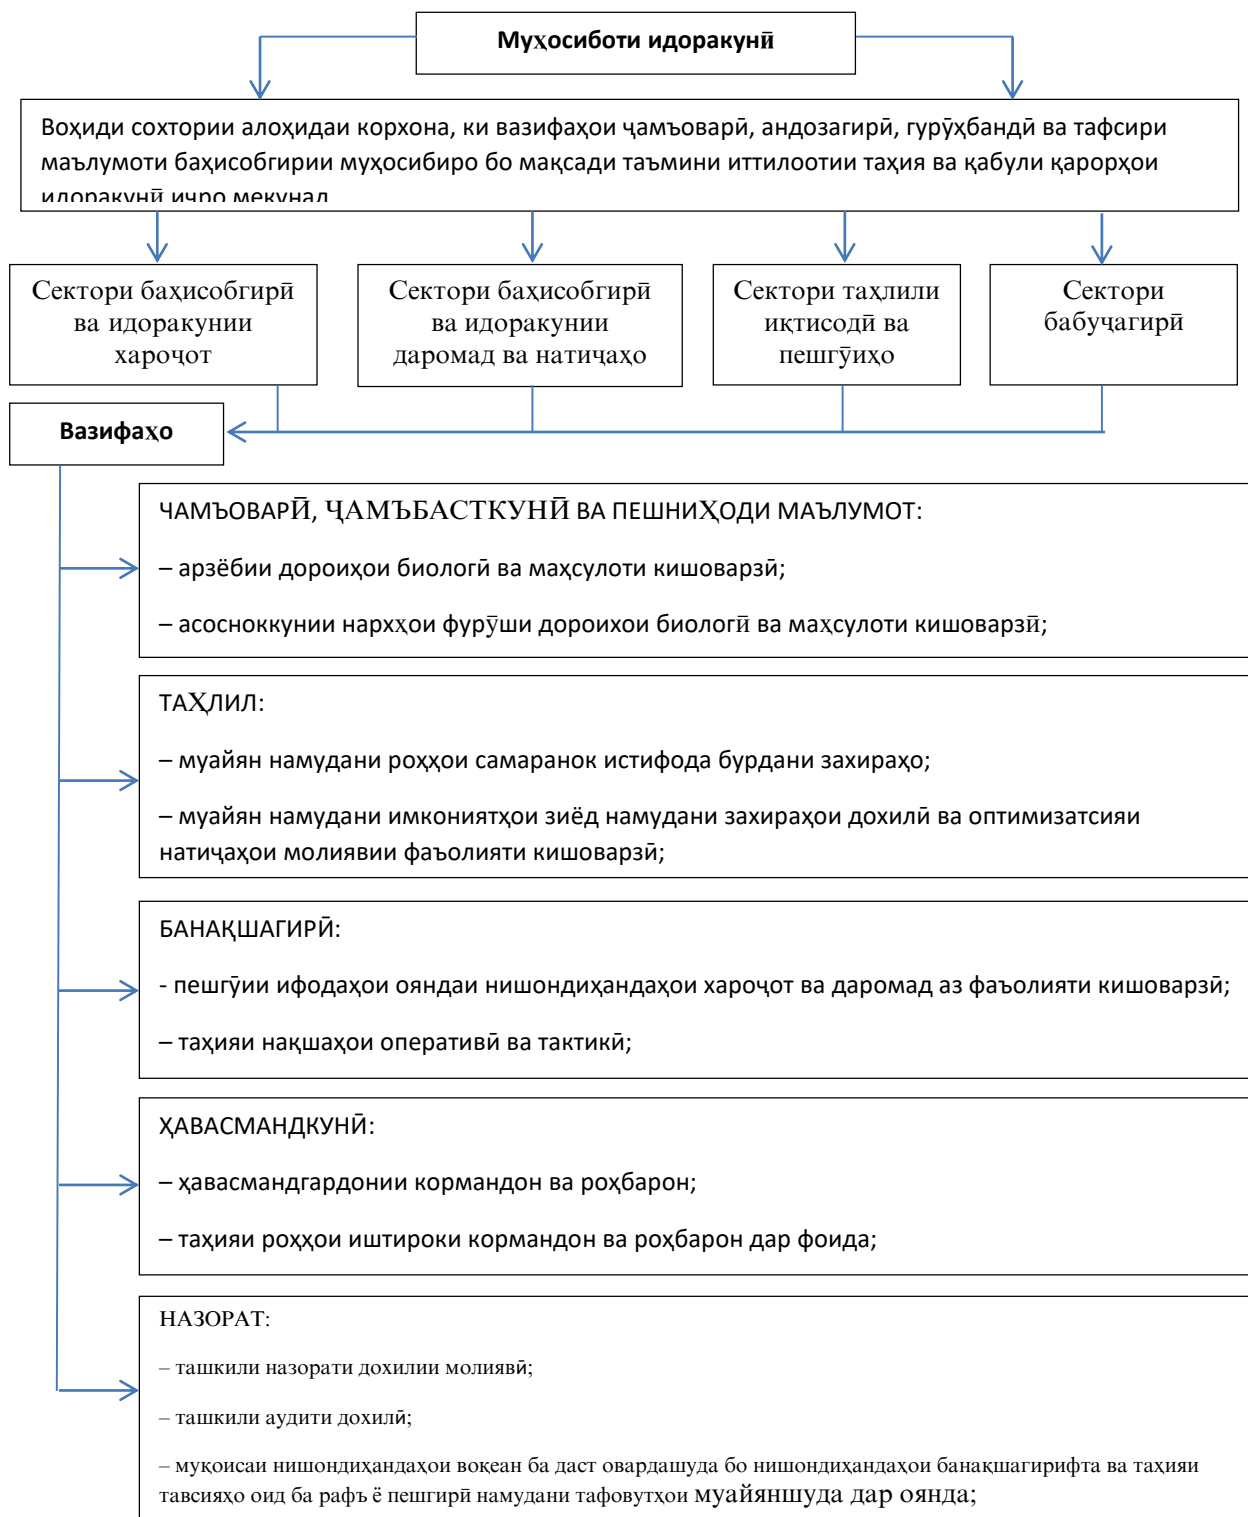 Муҳосиботи идоракунӣ
Воҳиди сохтории алоҳидаи корхона, ки вазифаҳои ҷамъоварӣ, андозагирӣ, гурӯҳбандӣ ва тафсири
маълумоти баҳисобгирии муҳосибиро бо мақсади таъмини иттилоотии таҳия ва қабули қарорҳои
идоракунӣ иҷро мекунад
Сектори баҳисобгирӣ
ва идоракунии
хароҷот
Сектори баҳисобгирӣ
ва идоракунии
даромад ва натиҷаҳо
Сектори таҳлили
иқтисодӣ ва
пешгӯиҳо
Сектори
бабуҷагирӣ
Вазифаҳо
ЧАМЪОВАРӢ, ҶАМЪБАСТКУНӢ ВА ПЕШНИҲОДИ МАЪЛУМОТ:
– арзёбии дороиҳои биологӣ ва маҳсулоти кишоварзӣ;
– асосноккунии нархҳои фурӯши дороихои биологӣ ва маҳсулоти кишоварзӣ;
ТАҲЛИЛ:
– муайян намудани роҳҳои самаранок истифода бурдани захираҳо;
– муайян намудани имкониятҳои зиёд намудани захираҳои дохилӣ ва оптимизатсияи
натиҷаҳои молиявии фаъолияти кишоварзӣ;
БАНАҚШАГИРӢ:
- пешгӯии ифодаҳои ояндаи нишондиҳандаҳои хароҷот ва даромад аз фаъолияти кишоварзӣ;
– таҳияи нақшаҳои оперативӣ ва тактикӣ;
ҲАВАСМАНДКУНӢ:
– ҳавасмандгардонии кормандон ва роҳбарон;
– таҳияи роҳҳои иштироки кормандон ва роҳбарон дар фоида;
НАЗОРАТ:
– ташкили назорати дохилии молиявӣ;
– ташкили аудити дохилӣ;
– муқоисаи нишондиҳандаҳои воқеан ба даст овардашуда бо нишондиҳандаҳои банақшагирифта ва таҳияи
тавсияҳо оид ба рафъ ё пешгирӣ намудани тафовутҳои муайяншуда дар оянда;